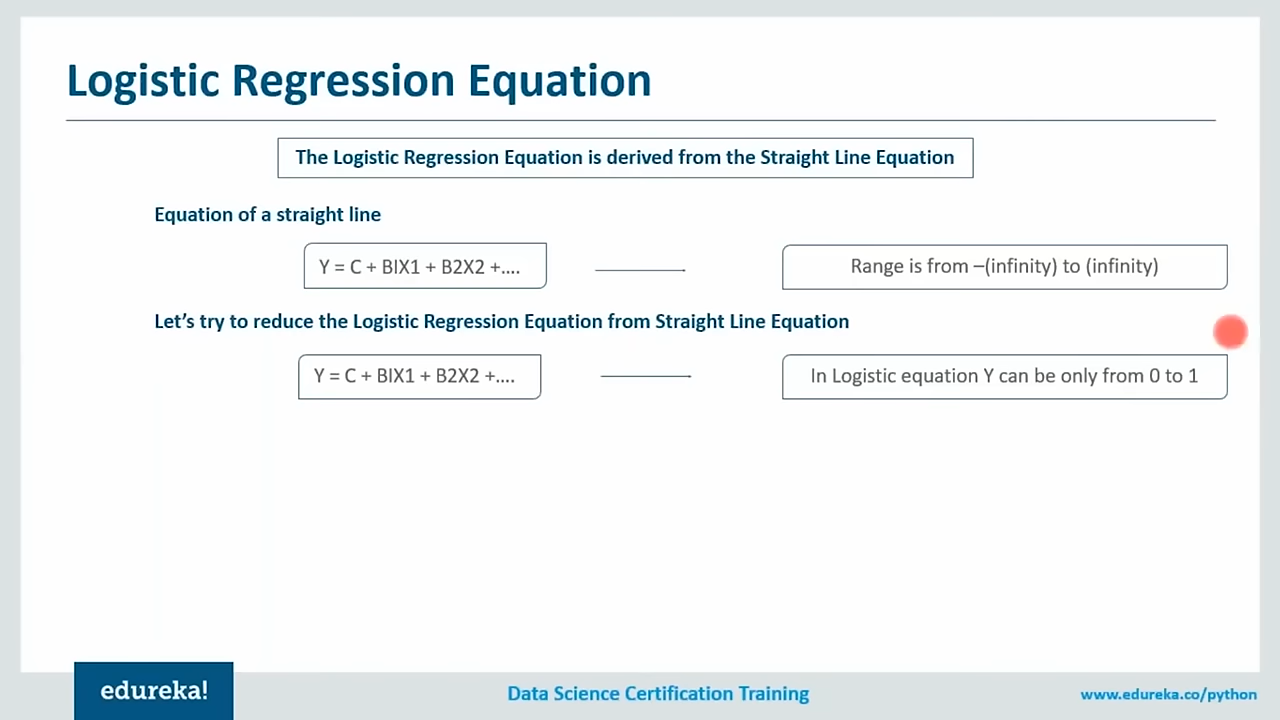 Logistic Regression Equation
The Logistic Regression Equation is derived from the Straight Line Equation
Equation of a straight line
Y = C + BIX1 + B2X2 +....
Range is from –(infinity) to (infinity)
Let's try to reduce the Logistic Regression Equation from Straight Line Equation
Y = C + BIX1 + B2X2 +....
In Logistic equation Y can be only from 0 to 1
edureka!
Data Science Certification Training
www.edureka.co/python